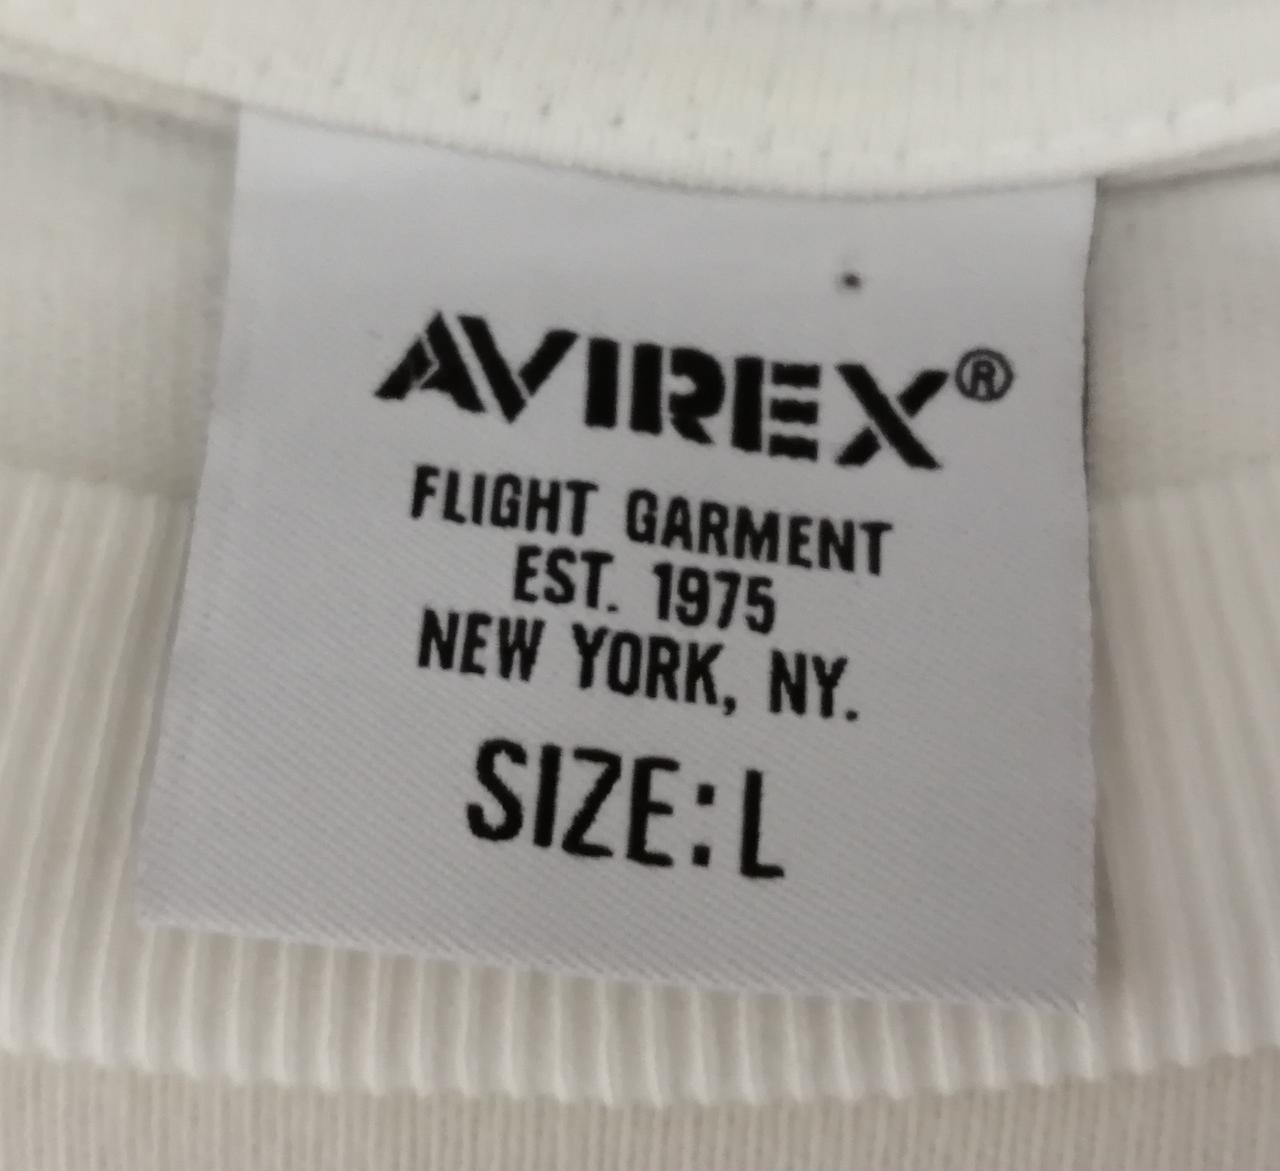 AVIREX®
FLIGHT GARMENT
EST. 1975
NEW YORK, NY.
SIZE: L